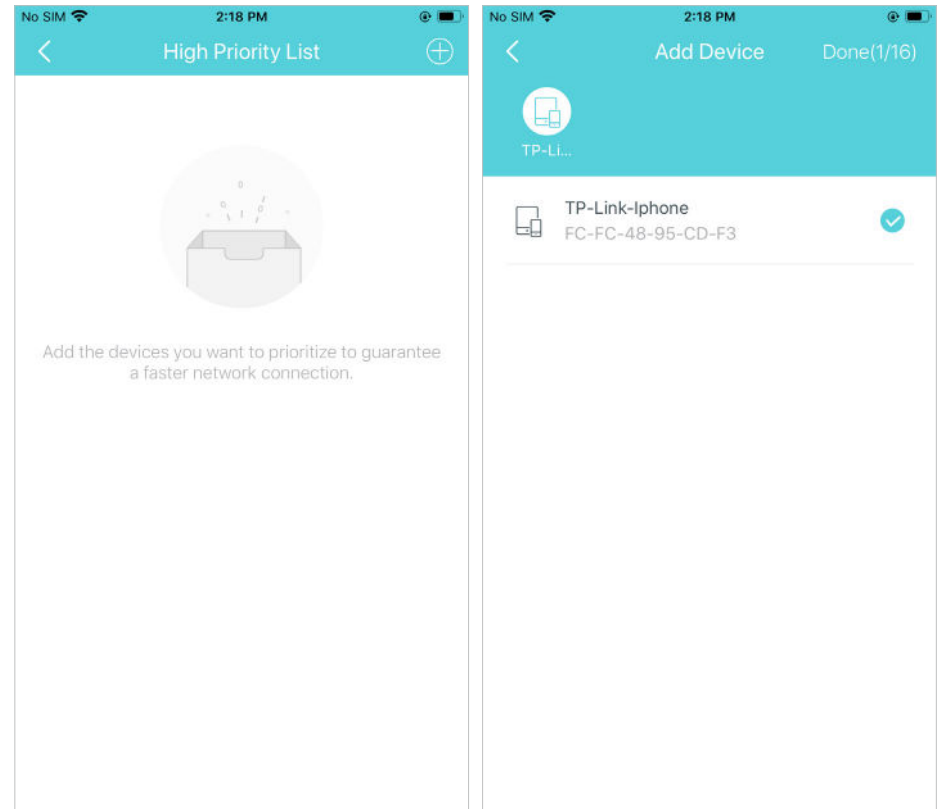 No SIM 2:18 PM
High Priority List
Add the devices you want to prioritize to guarantee
a faster network connection.
No SIM 2:18 PM
Add Device Done(1/16)
TP-Li...
TP-Link-Iphone
FC-FC-48-95-CD-F3